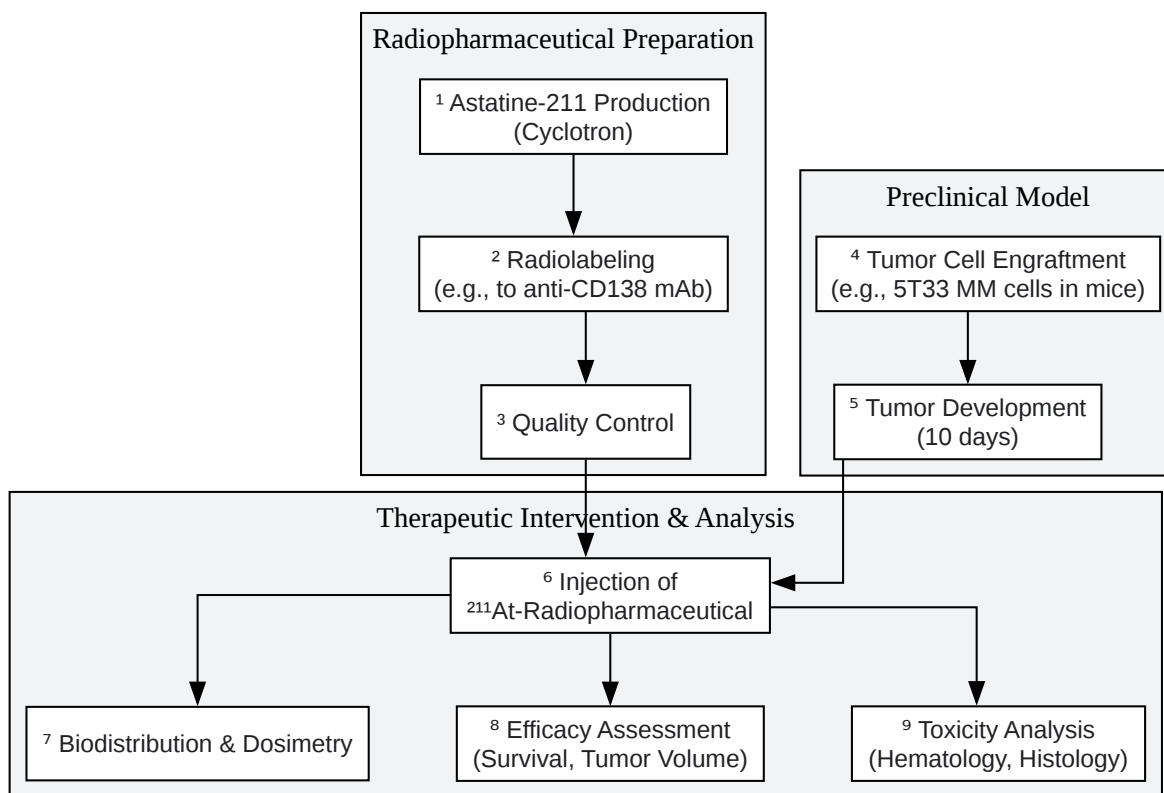 Radiopharmaceutical Preparation
¹ Astatine-211 Production
(Cyclotron)
² Radiolabeling
(e.g., to anti-CD138 mAb)
³ Quality Control
Preclinical Model
⁴ Tumor Cell Engraftment
(e.g., 5T33 MM cells in mice)
⁵ Tumor Development
(10 days)
Therapeutic Intervention & Analysis
⁶ Injection of
²¹¹At-Radiopharmaceutical
⁷ Biodistribution & Dosimetry
⁸ Efficacy Assessment
(Survival, Tumor Volume)
⁹ Toxicity Analysis
(Hematology, Histology)